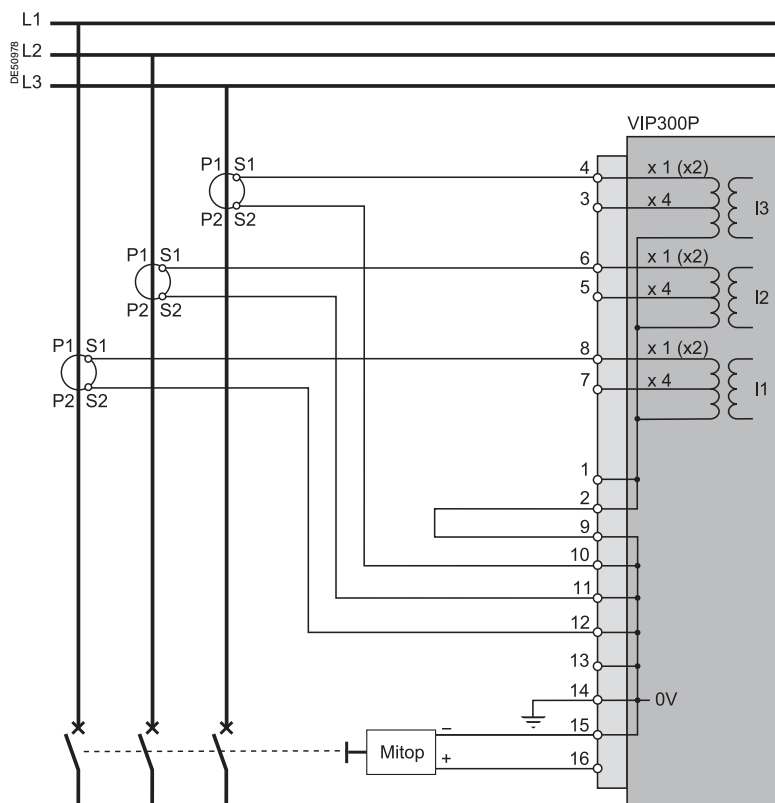 L1
L2
L3
DE50978
VIP300P
P1 S1
4
x 1 (x2)
3
x 4
I3
P2 S2
P1 S1
6
x 1 (x2)
5
x 4
I2
P2 S2
P1 S1
8
x 1 (x2)
7
x 4
I1
P2 S2
1
2
9
10
11
12
13
14
0V
15
16
Mitop
–
+